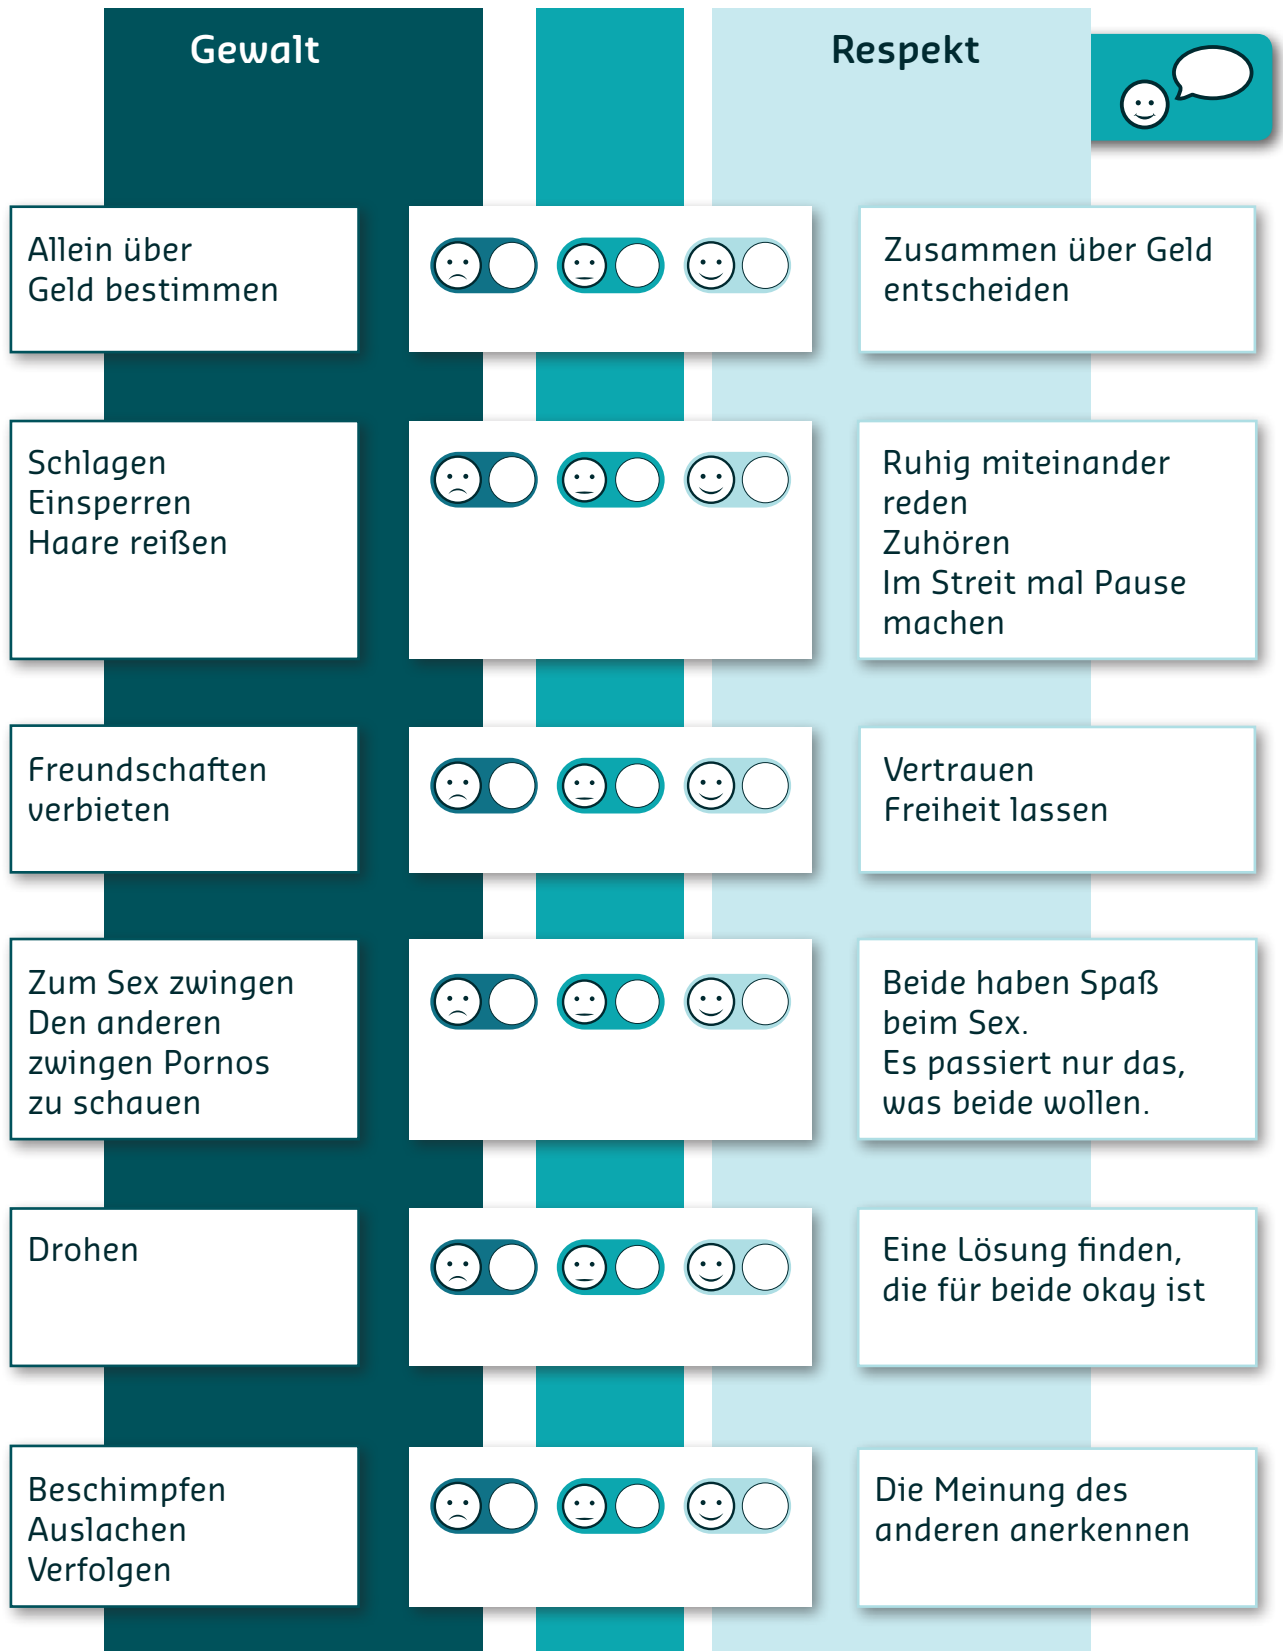 Gewalt
Respekt
Allein über
Geld bestimmen
Zusammen über Geld
entscheiden
Schlagen
Einsperren
Haare reißen
Ruhig miteinander
reden
Zuhören
Im Streit mal Pause
machen
Freundschaften
verbieten
Vertrauen
Freiheit lassen
Zum Sex zwingen
Den anderen
zwingen Pornos
zu schauen
Beide haben Spaß
beim Sex.
Es passiert nur das,
was beide wollen.
Drohen
Eine Lösung finden,
die für beide okay ist
Beschimpfen
Auslachen
Verfolgen
Die Meinung des
anderen anerkennen